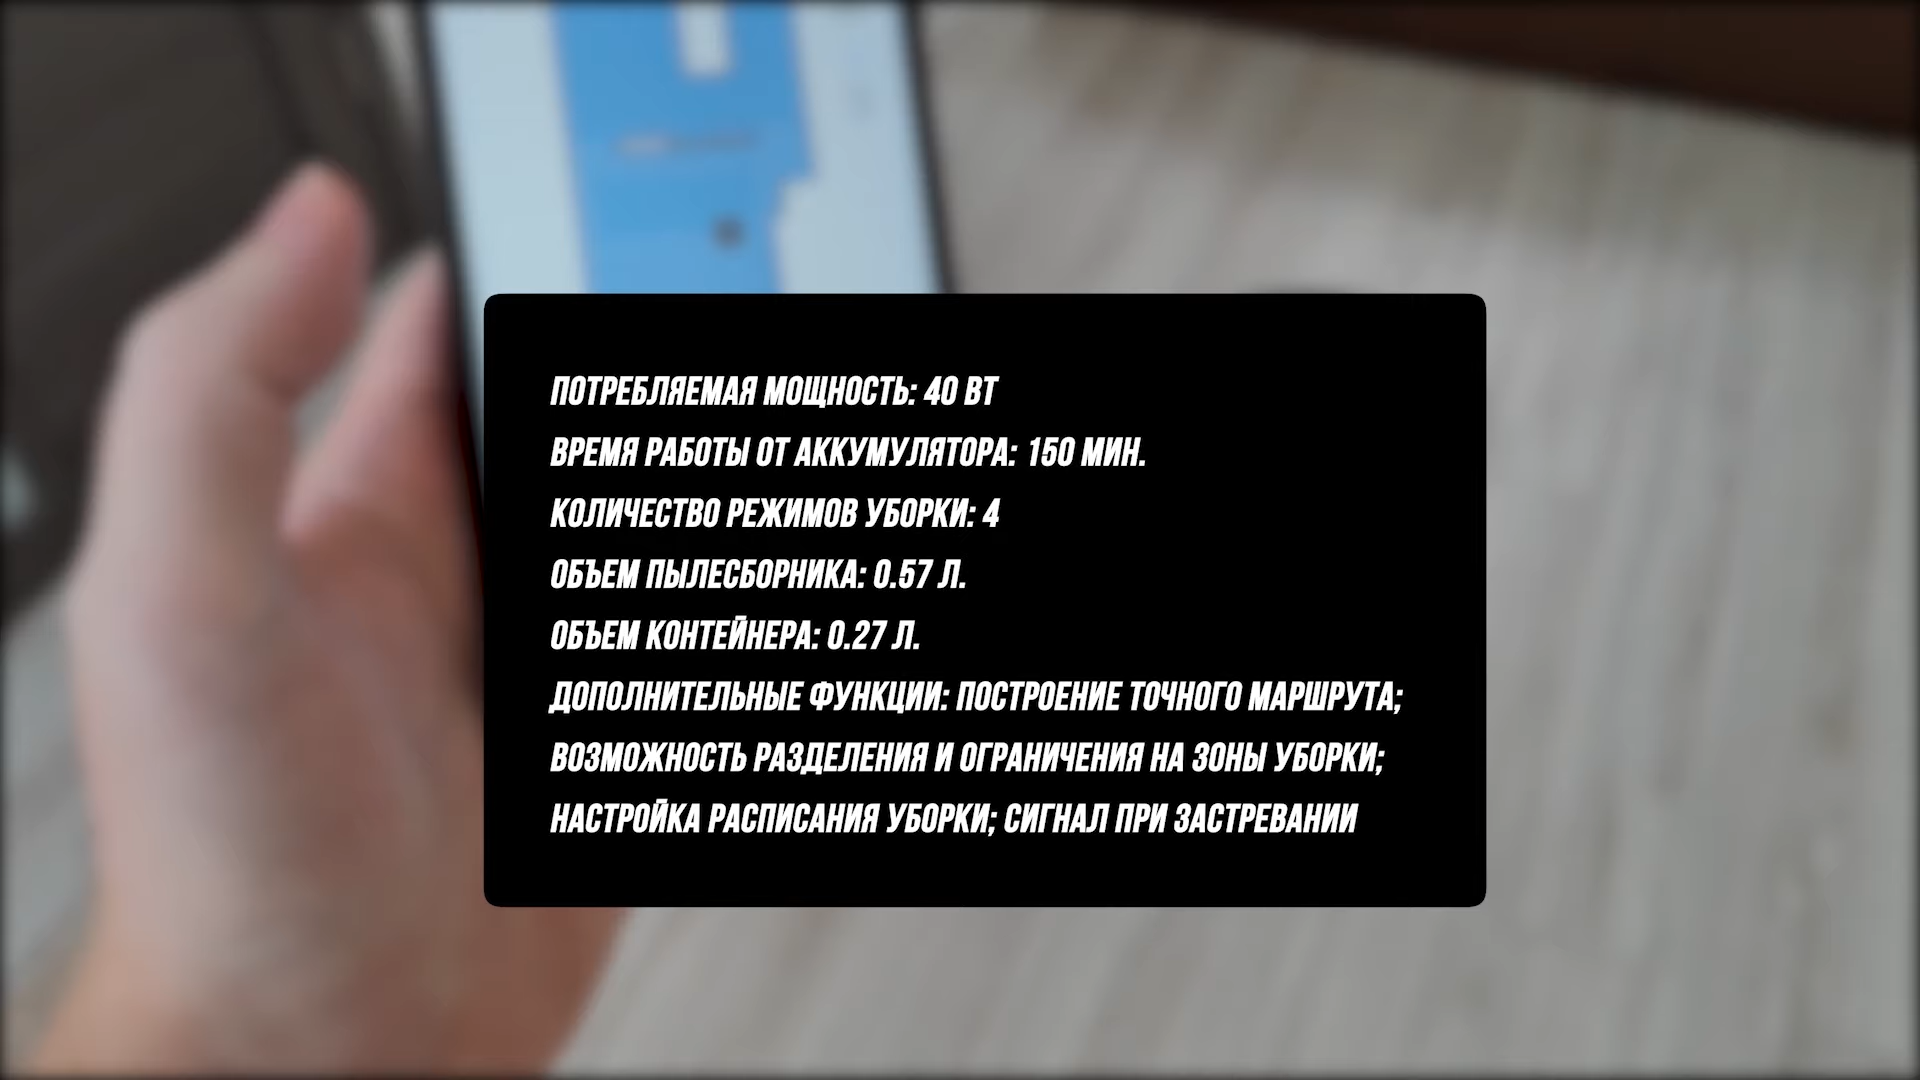 ПОТРЕБЛЯЕМАЯ МОЩНОСТЬ: 40 ВТ
ВРЕМЯ РАБОТЫ ОТ АККУМУЛЯТОРА: 150 МИН.
КОЛИЧЕСТВО РЕЖИМОВ УБОРКИ: 4
ОБЪЕМ ПЫЛЕСБОРНИКА: 0.57 Л.
ОБЪЕМ КОНТЕЙНЕРА: 0.27 Л.
ДОПОЛНИТЕЛЬНЫЕ ФУНКЦИИ: ПОСТРОЕНИЕ ТОЧНОГО МАРШРУТА;
ВОЗМОЖНОСТЬ РАЗДЕЛЕНИЯ И ОГРАНИЧЕНИЯ НА ЗОНЫ УБОРКИ;
НАСТРОЙКА РАСПИСАНИЯ УБОРКИ; СИГНАЛ ПРИ ЗАСТРЕВАНИИ